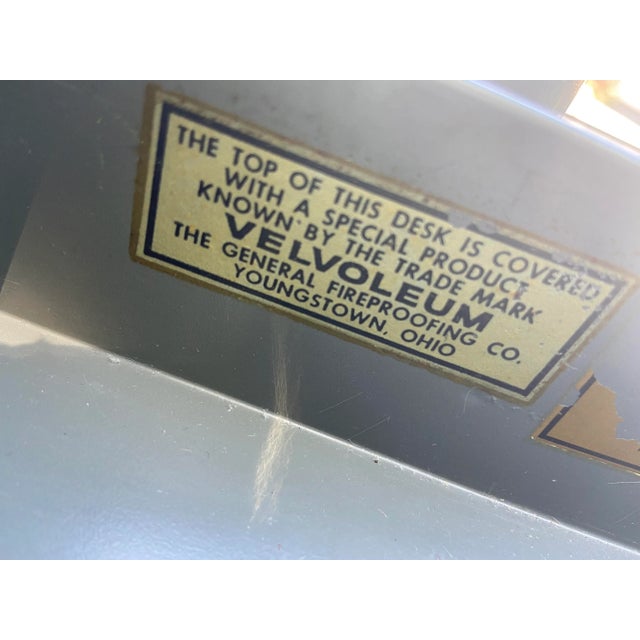 THE TOP OF THIS DESK IS COVERED
WITH A SPECIAL PRODUCT
KNOWN BY THE TRADE MARK
VELVOLEUM
THE GENERAL FIREPROOFING CO.
YOUNGSTOWN, OHIO